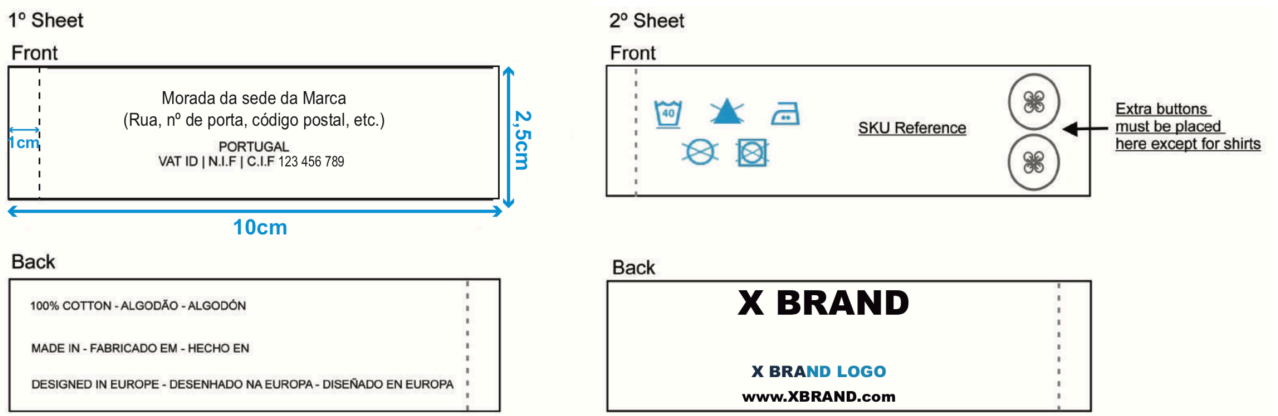 1º Sheet
Front
Morada da sede da Marca
(Rua, nº de porta, código postal, etc.)
PORTUGAL
VAT ID | N.I.F | C.I.F 123 456 789
1cm
2,5cm
10cm
Back
100% COTTON - ALGODÃO - ALGODÓN
MADE IN - FABRICADO EM - HECHO EN
DESIGNED IN EUROPE - DESENHADO NA EUROPA - DISEÑADO EN EUROPA
2º Sheet
Front
40
SKU Reference
Extra buttons
must be placed
here except for shirts
Back
X BRAND
X BRAND LOGO
www.XBRAND.com